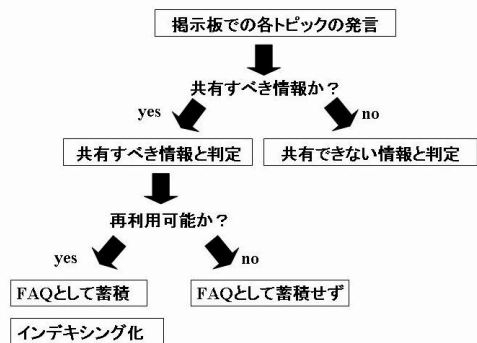 掲示板での各トピックの発言
共有すべき情報か?
yes
no
共有すべき情報と判定
共有できない情報と判定
再利用可能か?
yes
no
FAQとして蓄積
FAQとして蓄積せず
インデキシング化